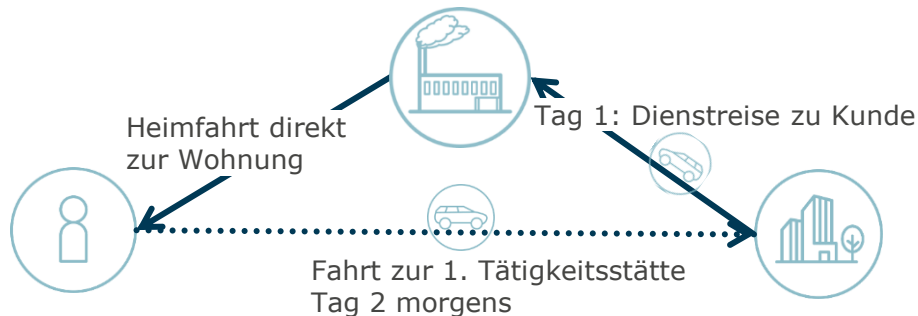 Tag 1: Dienstreise zu Kunde
Heimfahrt direkt
zur Wohnung
Fahrt zur 1. Tätigkeitsstätte
Tag 2 morgens